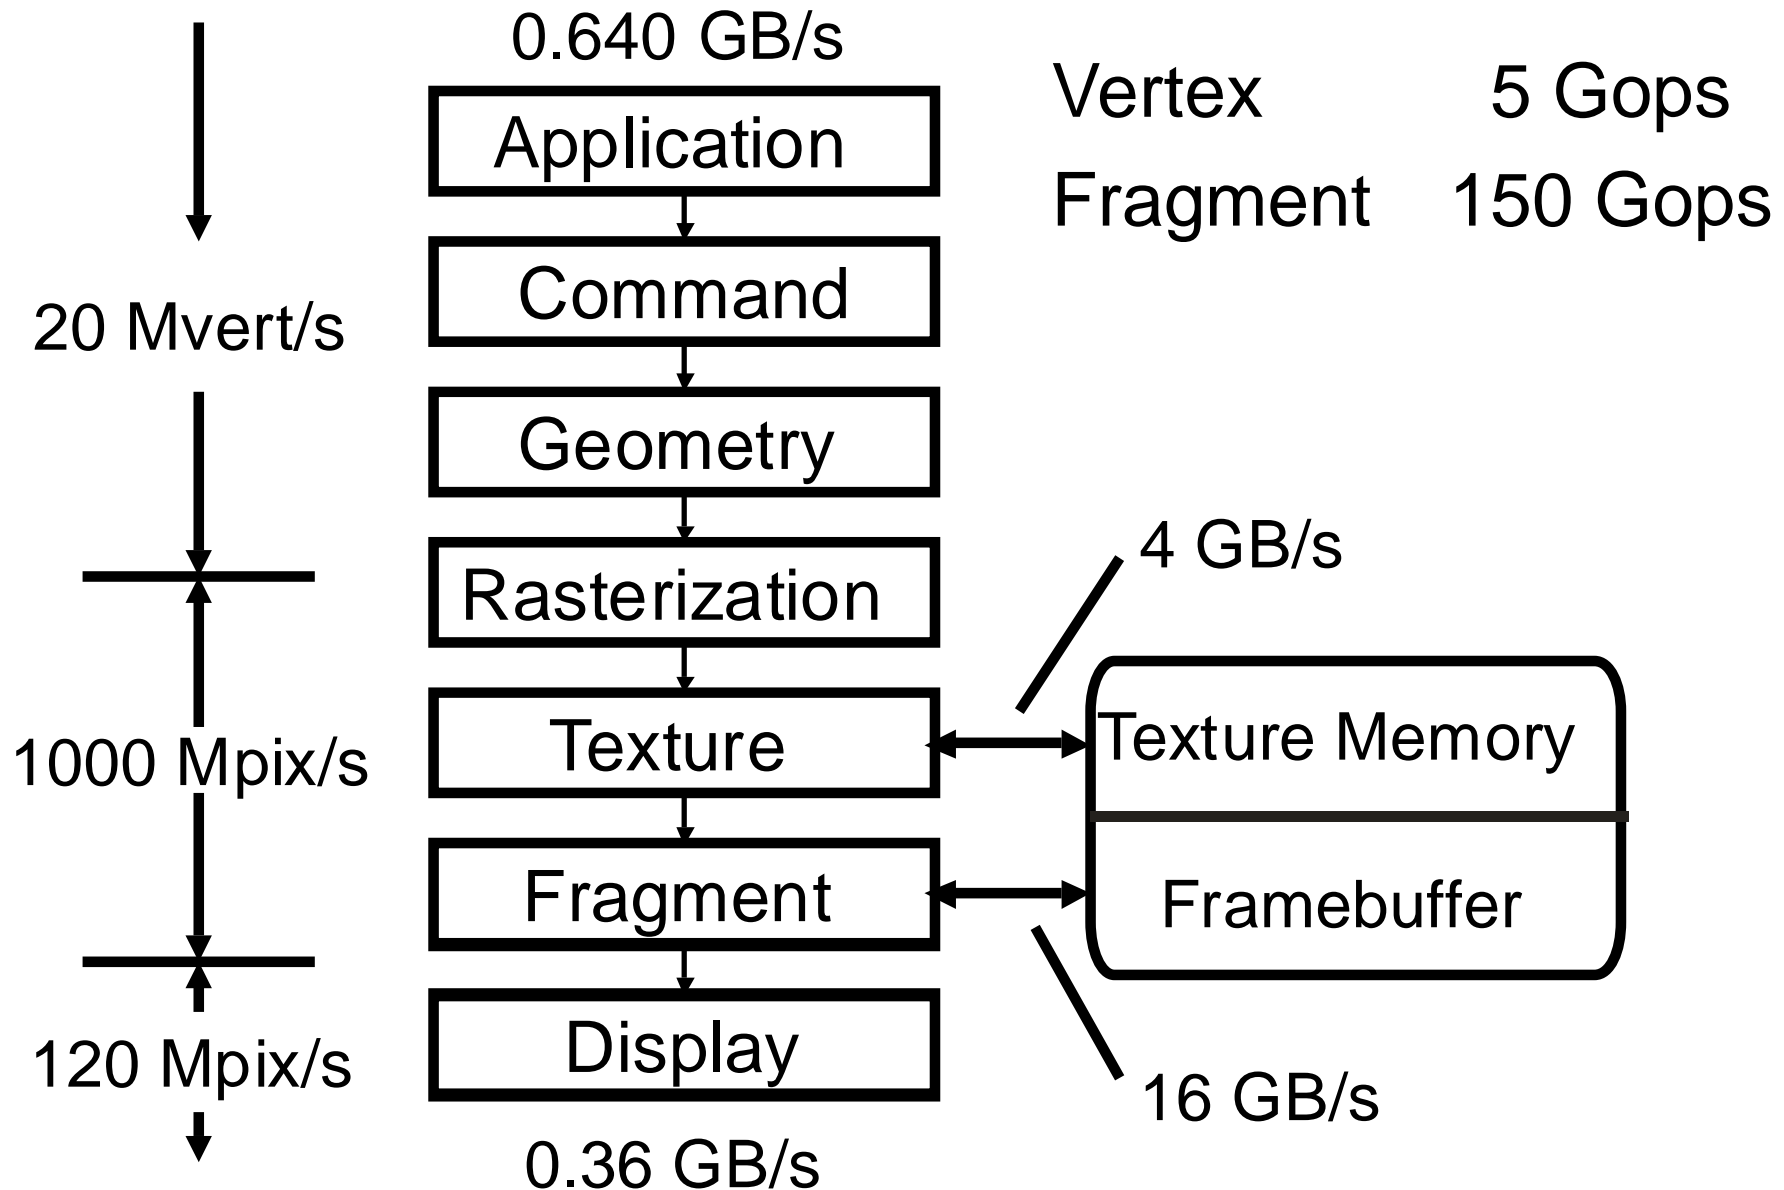 0.640 GB/s
Vertex 5 Gops
Application
Fragment 150 Gops
Command
20 Mvert/s
Geometry
4 GB/s
Rasterization
Texture
Texture Memory
1000 Mpix/s
Fragment
Framebuffer
Display
120 Mpix/s
16 GB/s
0.36 GB/s